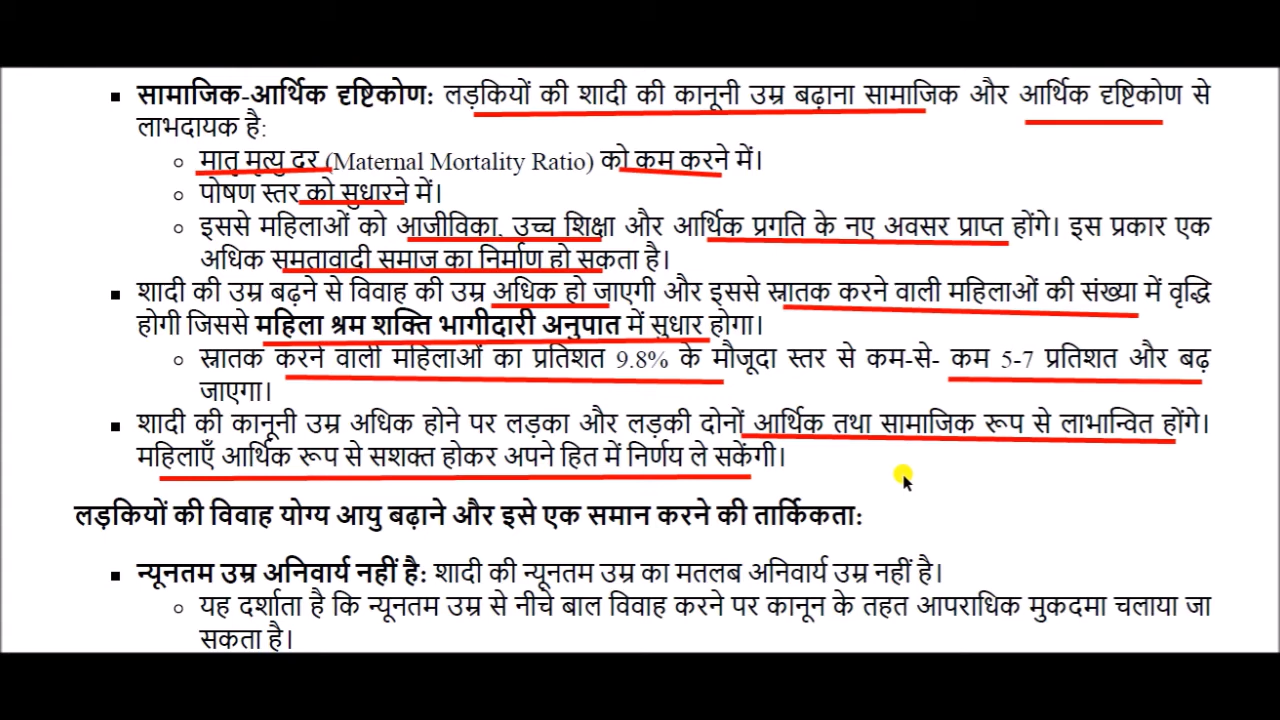 ▪ सामाजिक-आर्थिक दृष्टिकोण: लड़कियों की शादी की कानूनी उम्र बढ़ाना सामाजिक और आर्थिक दृष्टिकोण से
लाभदायक है:
○ मातृ मृत्यु दर (Maternal Mortality Ratio) को कम करने में।
○ पोषण स्तर को सुधारने में।
○ इससे महिलाओं को आजीविका, उच्च शिक्षा और आर्थिक प्रगति के नए अवसर प्राप्त होंगे। इस प्रकार एक
अधिक समतावादी समाज का निर्माण हो सकता है।
▪ शादी की उम्र बढ़ने से विवाह की उम्र अधिक हो जाएगी और इससे स्नातक करने वाली महिलाओं की संख्या में वृद्धि
होगी जिससे महिला श्रम शक्ति भागीदारी अनुपात में सुधार होगा।
○ स्नातक करने वाली महिलाओं का प्रतिशत 9.8% के मौजूदा स्तर से कम-से- कम 5-7 प्रतिशत और बढ़
जाएगा।
▪ शादी की कानूनी उम्र अधिक होने पर लड़का और लड़की दोनों आर्थिक तथा सामाजिक रूप से लाभान्वित होंगे।
महिलाएँ आर्थिक रूप से सशक्त होकर अपने हित में निर्णय ले सकेंगी।
लड़कियों की विवाह योग्य आयु बढ़ाने और इसे एक समान करने की तार्किकता:
▪ न्यूनतम उम्र अनिवार्य नहीं है: शादी की न्यूनतम उम्र का मतलब अनिवार्य उम्र नहीं है।
○ यह दर्शाता है कि न्यूनतम उम्र से नीचे बाल विवाह करने पर कानून के तहत आपराधिक मुकदमा चलाया जा
सकता है।